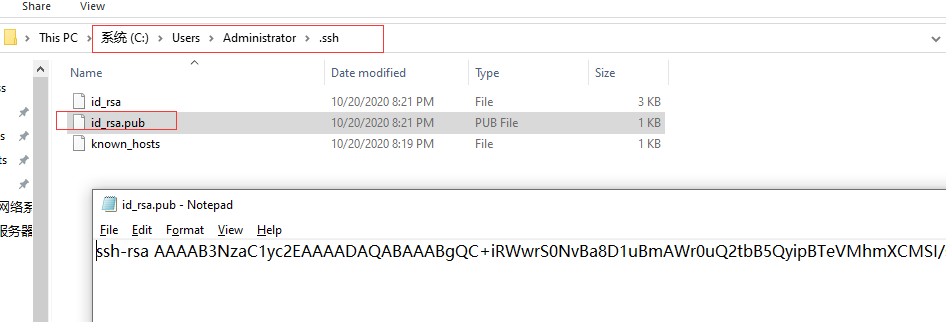 Share View
This PC 系统 (C:) Users Administrator .ssh
Name Date modified Type Size
ss
id_rsa 10/20/2020 8:21 PM File 3 KB
id_rsa.pub 10/20/2020 8:21 PM PUB File 1 KB
s
known_hosts 10/20/2020 8:19 PM File 1 KB
ts
网络系
服务器
id_rsa.pub - Notepad
File Edit Format View Help
ssh-rsa AAAAB3NzaC1yc2EAAAADAQABAAABgQC+iRWwrS0NvBa8D1uBmAWr0uQ2tbB5QyipBTeVMhmXCMSI/